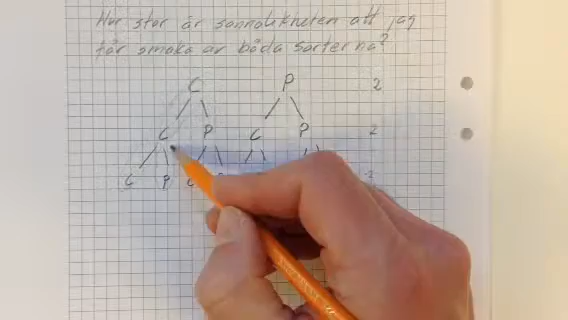 Hur stor är sannolikheten att jag
får smaka av båda sorterna?
C P 2
C P C P 2
C P C